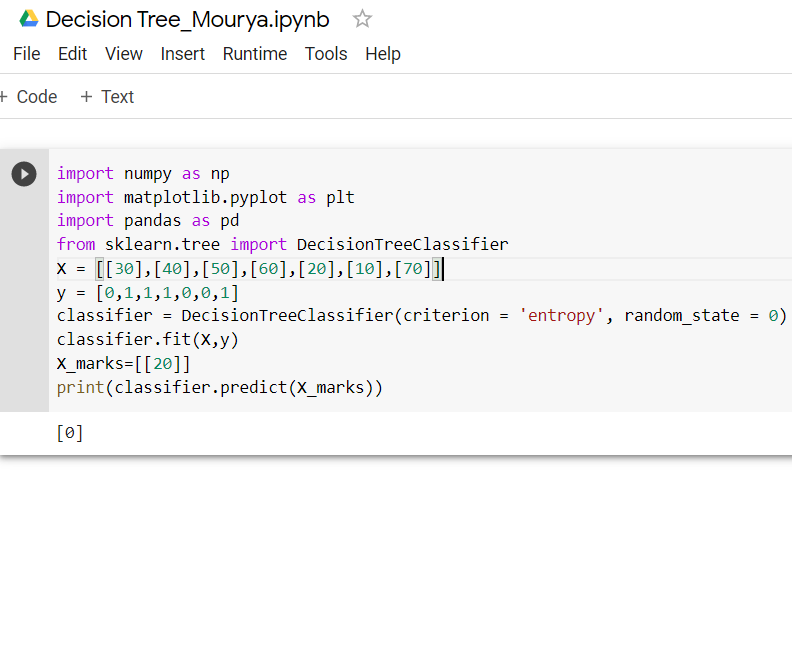 Decision Tree_Mourya.ipynb
File Edit View Insert Runtime Tools Help
+ Code + Text
import numpy as np
import matplotlib.pyplot as plt
import pandas as pd
from sklearn.tree import DecisionTreeClassifier
X = [[30],[40],[50],[60],[20],[10],[70]]
y = [0,1,1,1,0,0,1]
classifier = DecisionTreeClassifier(criterion = 'entropy', random_state = 0)
classifier.fit(X,y)
X_marks=[[20]]
print(classifier.predict(X_marks))
[0]